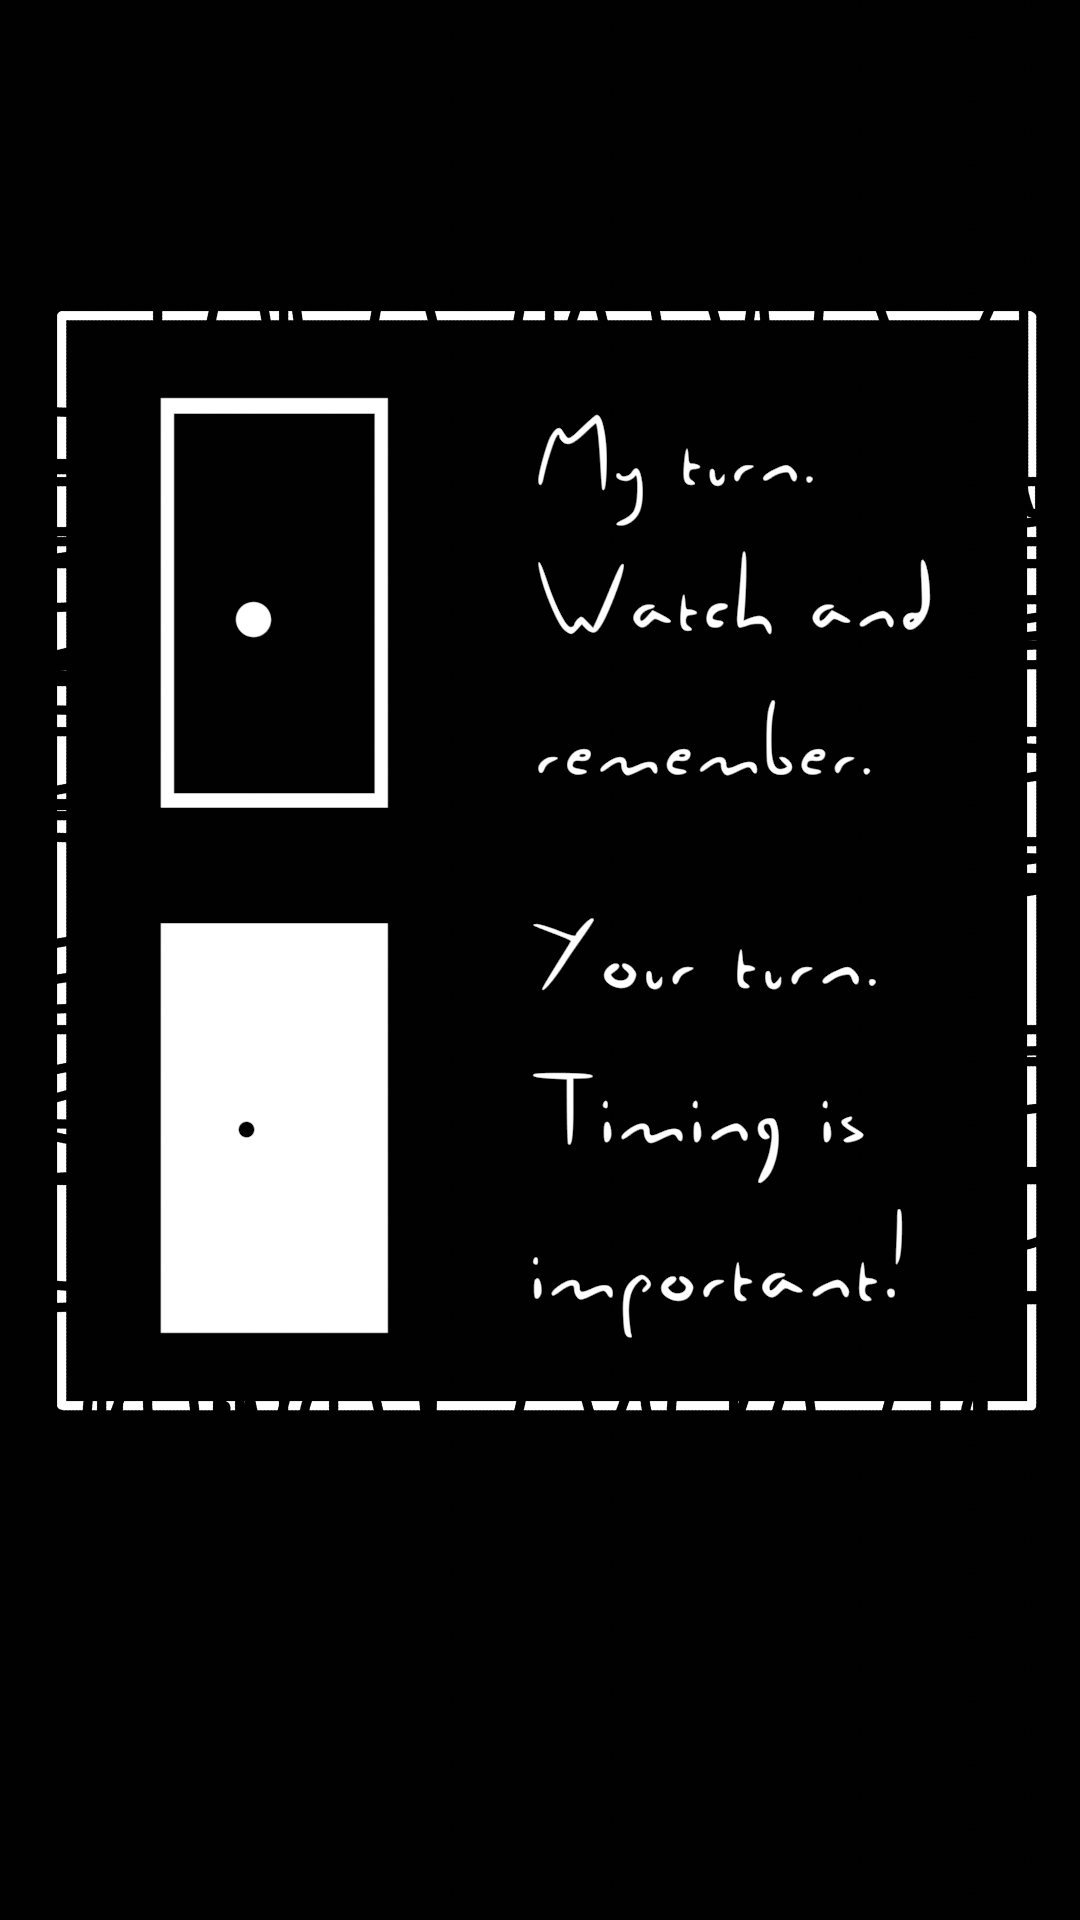 My turn.
Watch and
remember.
Your turn.
Timing is
important!